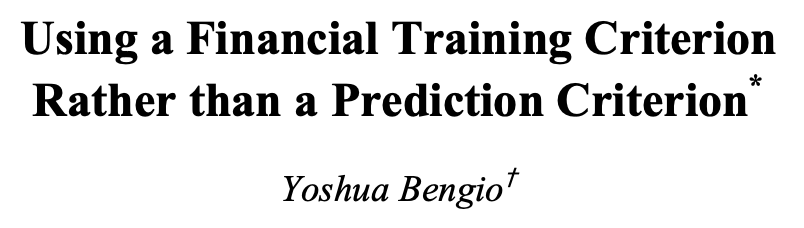 Using a Financial Training Criterion
Rather than a Prediction Criterion*
Yoshua Bengio†